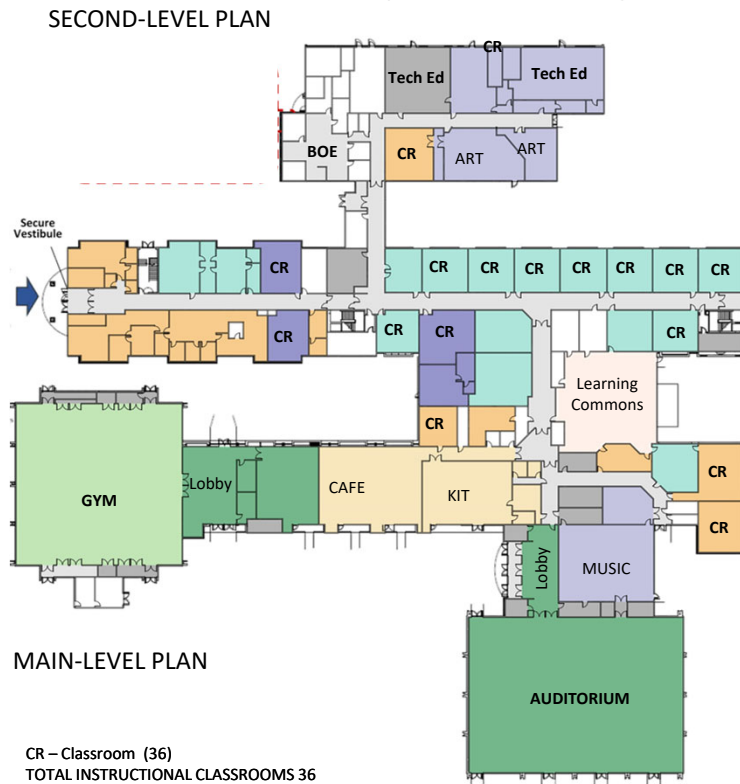 SECOND-LEVEL PLAN
CR
Tech Ed
Tech Ed
BOE
CR
ART
ART
Secure
Vestibule
CR
CR
CR
CR
CR
CR
CR
CR
CR
CR
CR
CR
CR
Learning
Commons
CR
Lobby
CAFE
KIT
CR
GYM
CR
Lobby
MUSIC
MAIN-LEVEL PLAN
AUDITORIUM
CR – Classroom (36)
TOTAL INSTRUCTIONAL CLASSROOMS 36